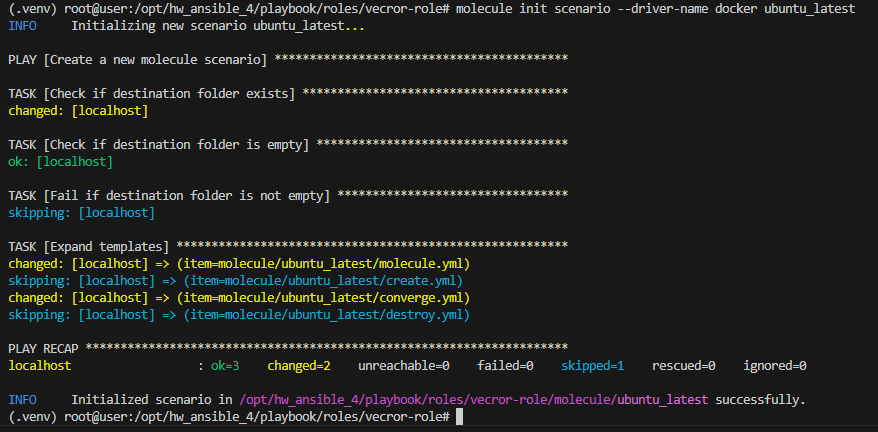 (.venv) root@user:/opt/hw_ansible_4/playbook/roles/vecror-role# molecule init scenario --driver-name docker ubuntu_latest
INFO     Initializing new scenario ubuntu_latest...
PLAY [Create a new molecule scenario] ******************************************
TASK [Check if destination folder exists] **************************************
changed: [localhost]
TASK [Check if destination folder is empty] ************************************
ok: [localhost]
TASK [Fail if destination folder is not empty] *********************************
skipping: [localhost]
TASK [Expand templates] ********************************************************
changed: [localhost] => (item=molecule/ubuntu_latest/molecule.yml)
skipping: [localhost] => (item=molecule/ubuntu_latest/create.yml)
changed: [localhost] => (item=molecule/ubuntu_latest/converge.yml)
skipping: [localhost] => (item=molecule/ubuntu_latest/destroy.yml)
PLAY RECAP *********************************************************************
localhost                  : ok=3    changed=2    unreachable=0    failed=0    skipped=1    rescued=0    ignored=0
INFO     Initialized scenario in /opt/hw_ansible_4/playbook/roles/vecror-role/molecule/ubuntu_latest successfully.
(.venv) root@user:/opt/hw_ansible_4/playbook/roles/vecror-role#